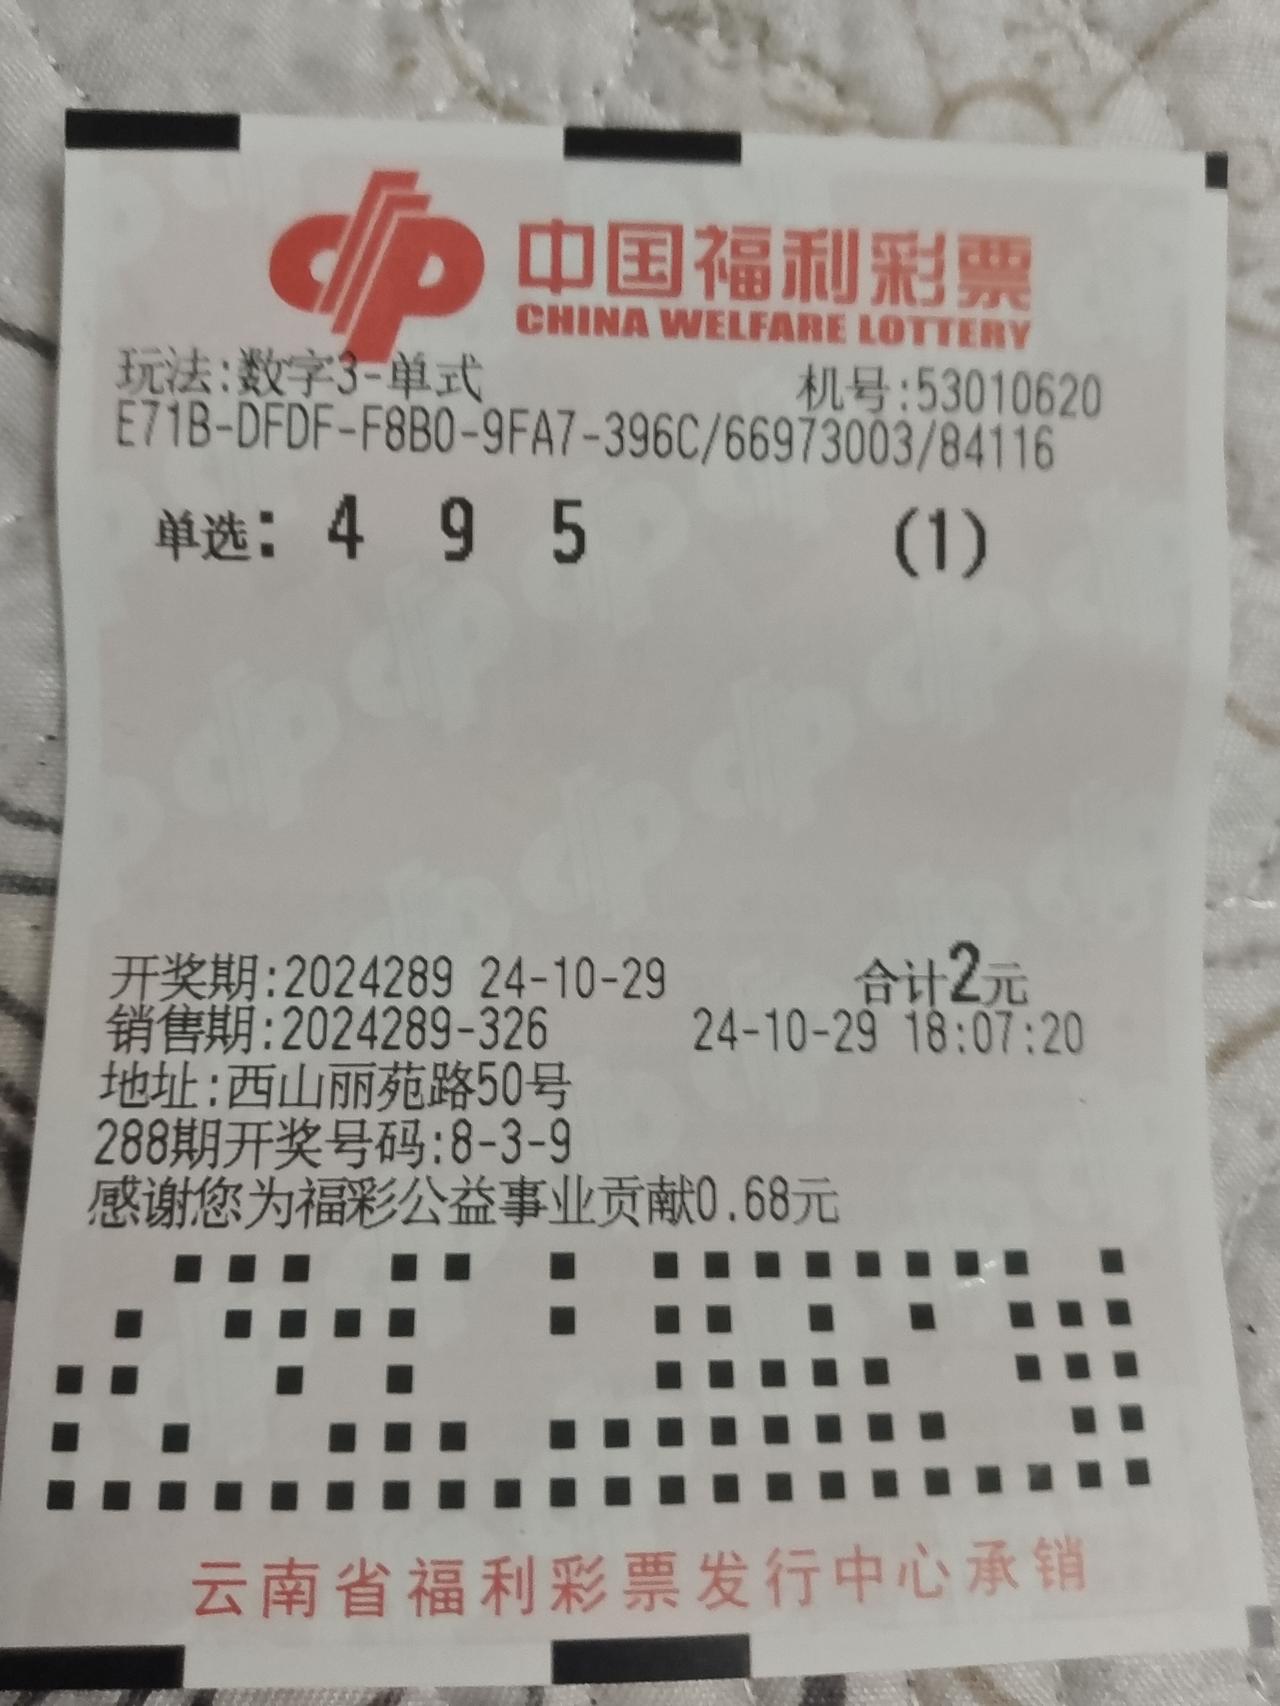 中国福利彩票
CHINA WELFARE LOTTERY
玩法:数字3-单式 机号:53010620
E71B-DFDF-F8B0-9FA7-396C/66973003/84116
单选: 4 9 5 (1)
开奖期:2024289 24-10-29 合计2元
销售期:2024289-326 24-10-29 18:07:20
地址:西山丽苑路50号
288期开奖号码:8-3-9
感谢您为福彩公益事业贡献0.68元
云南省福利彩票发行中心承销